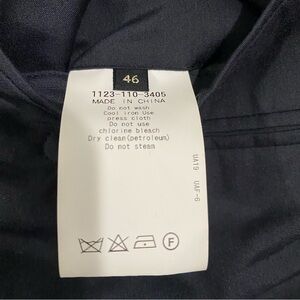 46
1123-110-3405
MADE IN CHINA
Do not wash
Cool iron Use
press cloth
Do not use
chlorine bleach
Dry clean(petroleum)
Do not steam
UA19 UAF-6
F